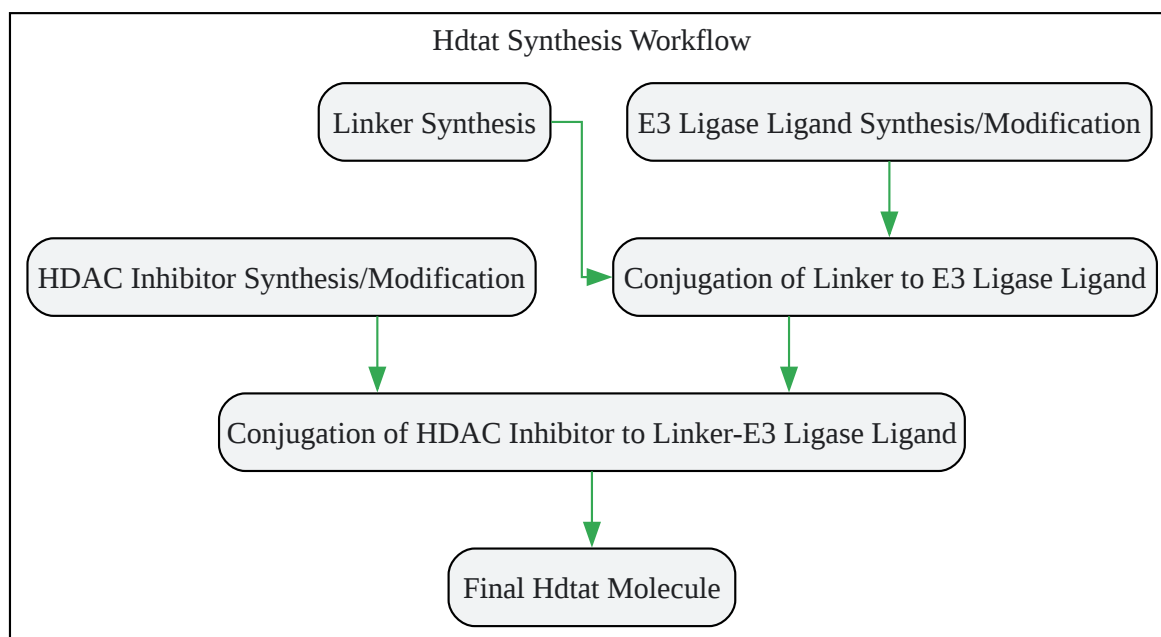 Hdtat Synthesis Workflow
Linker Synthesis
E3 Ligase Ligand Synthesis/Modification
HDAC Inhibitor Synthesis/Modification
Conjugation of Linker to E3 Ligase Ligand
Conjugation of HDAC Inhibitor to Linker-E3 Ligase Ligand
Final Hdtat Molecule